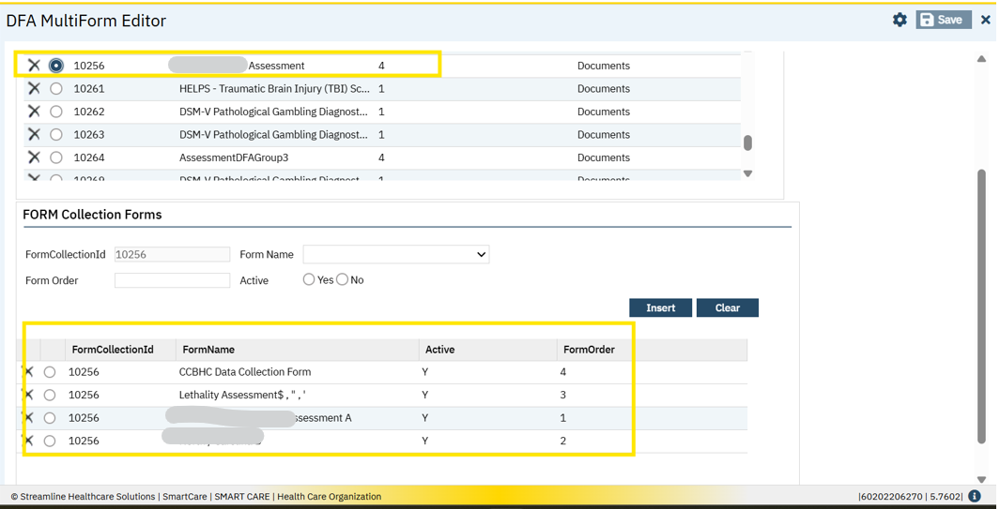 DFA MultiForm Editor
Save
10256 Assessment 4 Documents
10261 HELPS - Traumatic Brain Injury (TBI) Sc... 1 Documents
10262 DSM-V Pathological Gambling Diagnost... 1 Documents
10263 DSM-V Pathological Gambling Diagnost... 1 Documents
10264 AssessmentDFAGroup3 4 Documents
10269 DSM-V Pathological Gambling Diagnost... 1 Documents
FORM Collection Forms
FormCollectionId 10256 Form Name
Form Order Active Yes No
Insert Clear
FormCollectionId FormName Active FormOrder
10256 CCBHC Data Collection Form Y 4
10256 Lethality Assessment$ , " , ' Y 3
10256 ssessment A Y 1
10256 Y 2
© Streamline Healthcare Solutions | SmartCare | SMART CARE | Health Care Organization |60202206270 | 5.7602|